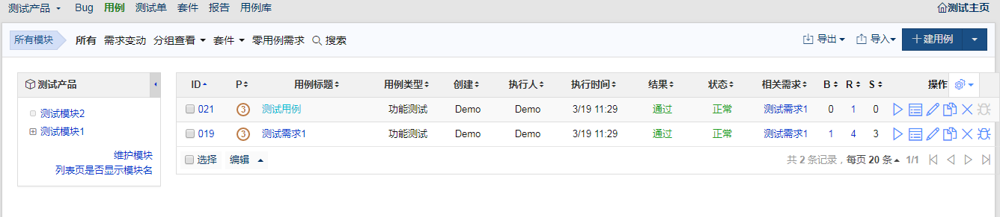 测试产品 Bug 用例 测试单 套件 报告 用例库 测试主页
所有模块 所有 需求变动 分组查看 套件 零用例需求 搜索 导出 导入 建用例
测试产品
测试模块2
测试模块1
维护模块
列表页是否显示模块名
ID P 用例标题 用例类型 创建 执行人 执行时间 结果 状态 相关需求 B R S 操作
021 3 测试用例 功能测试 Demo Demo 3/19 11:29 通过 正常 测试需求1 0 1 0
019 3 测试需求1 功能测试 Demo Demo 3/19 11:29 通过 正常 测试需求1 1 4 3
选择 编辑 共 2 条记录，每页 20 条 1/1